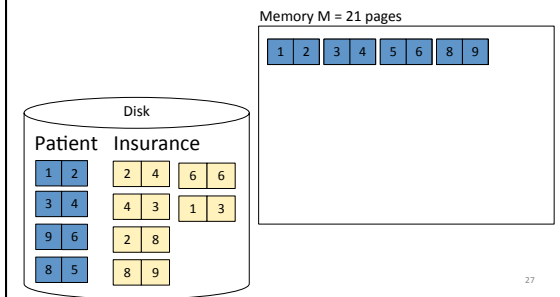 Memory M = 21 pages
1 2 3 4 5 6 8 9
Disk
Patient Insurance
1 2 2 4 6 6
3 4 4 3 1 3
9 6 2 8
8 5 8 9
27